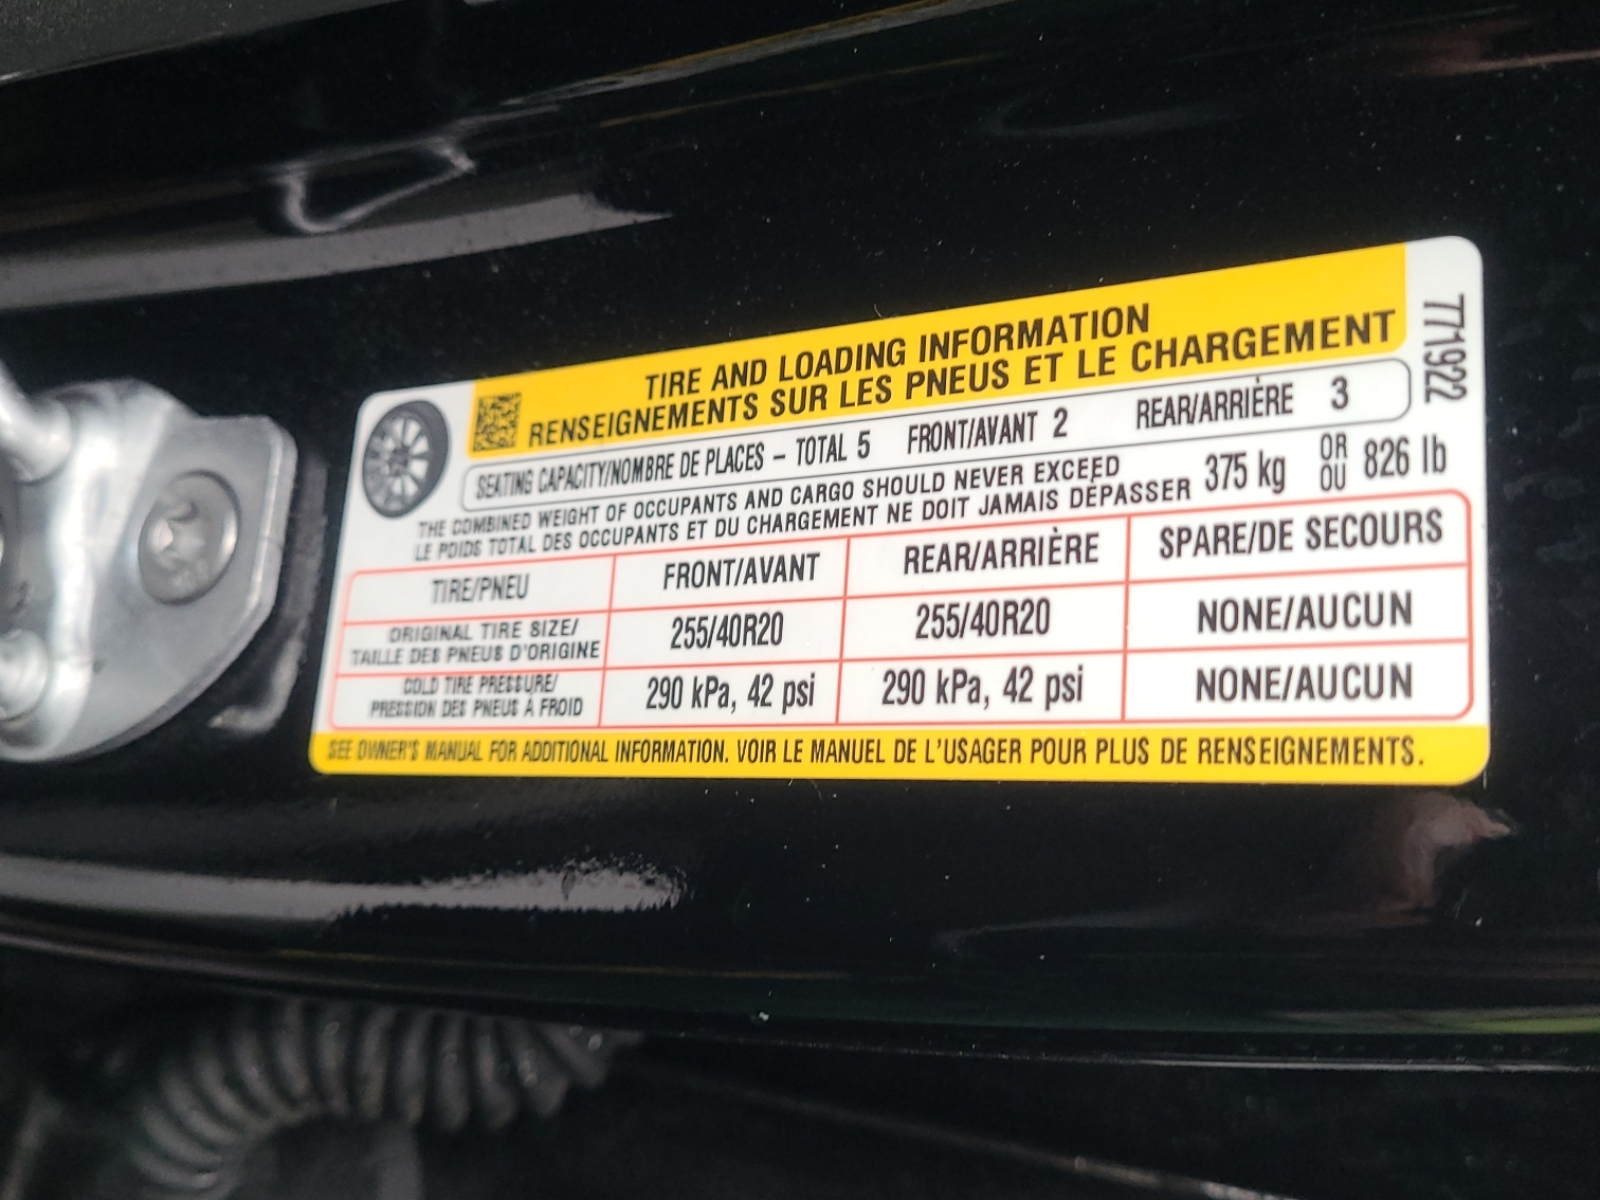 TIRE AND LOADING INFORMATION
RENSEIGNEMENTS SUR LES PNEUS ET LE CHARGEMENT
771922
SEATING CAPACITY/NOMBRE DE PLACES – TOTAL 5 FRONT/AVANT 2 REAR/ARRIÈRE 3
THE COMBINED WEIGHT OF OCCUPANTS AND CARGO SHOULD NEVER EXCEED
LE POIDS TOTAL DES OCCUPANTS ET DU CHARGEMENT NE DOIT JAMAIS DÉPASSER
375 kg OR OU 826 lb
TIRE/PNEU FRONT/AVANT REAR/ARRIÈRE SPARE/DE SECOURS
ORIGINAL TIRE SIZE/
TAILLE DES PNEUS D'ORIGINE 255/40R20 255/40R20 NONE/AUCUN
COLD TIRE PRESSURE/
PRESSION DES PNEUS À FROID 290 kPa, 42 psi 290 kPa, 42 psi NONE/AUCUN
SEE OWNER'S MANUAL FOR ADDITIONAL INFORMATION. VOIR LE MANUEL DE L'USAGER POUR PLUS DE RENSEIGNEMENTS.